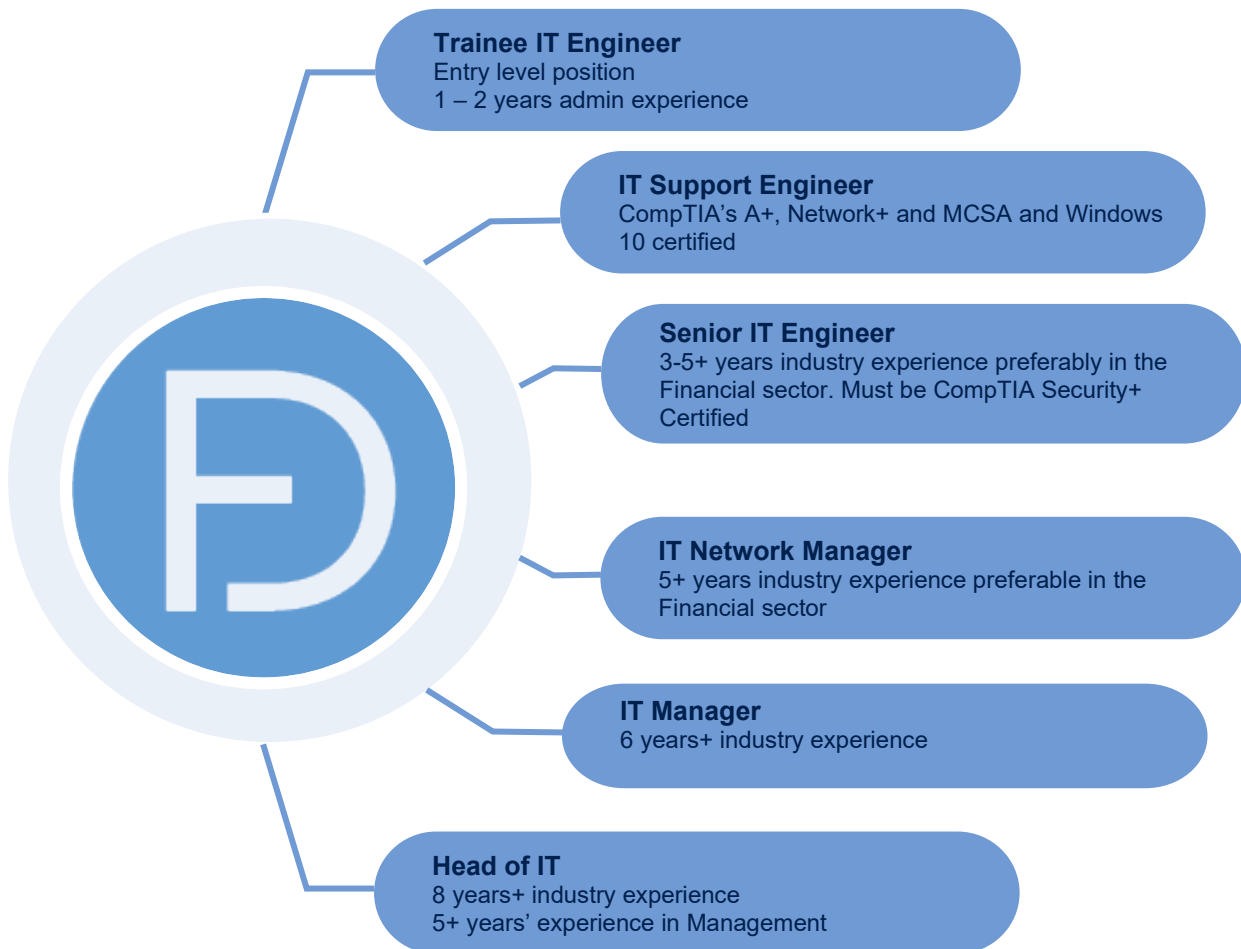 Trainee IT Engineer
Entry level position
1 – 2 years admin experience
IT Support Engineer
CompTIA’s A+, Network+ and MCSA and Windows
10 certified
Senior IT Engineer
3-5+ years industry experience preferably in the
Financial sector. Must be CompTIA Security+
Certified
IT Network Manager
5+ years industry experience preferable in the
Financial sector
IT Manager
6 years+ industry experience
Head of IT
8 years+ industry experience
5+ years’ experience in Management